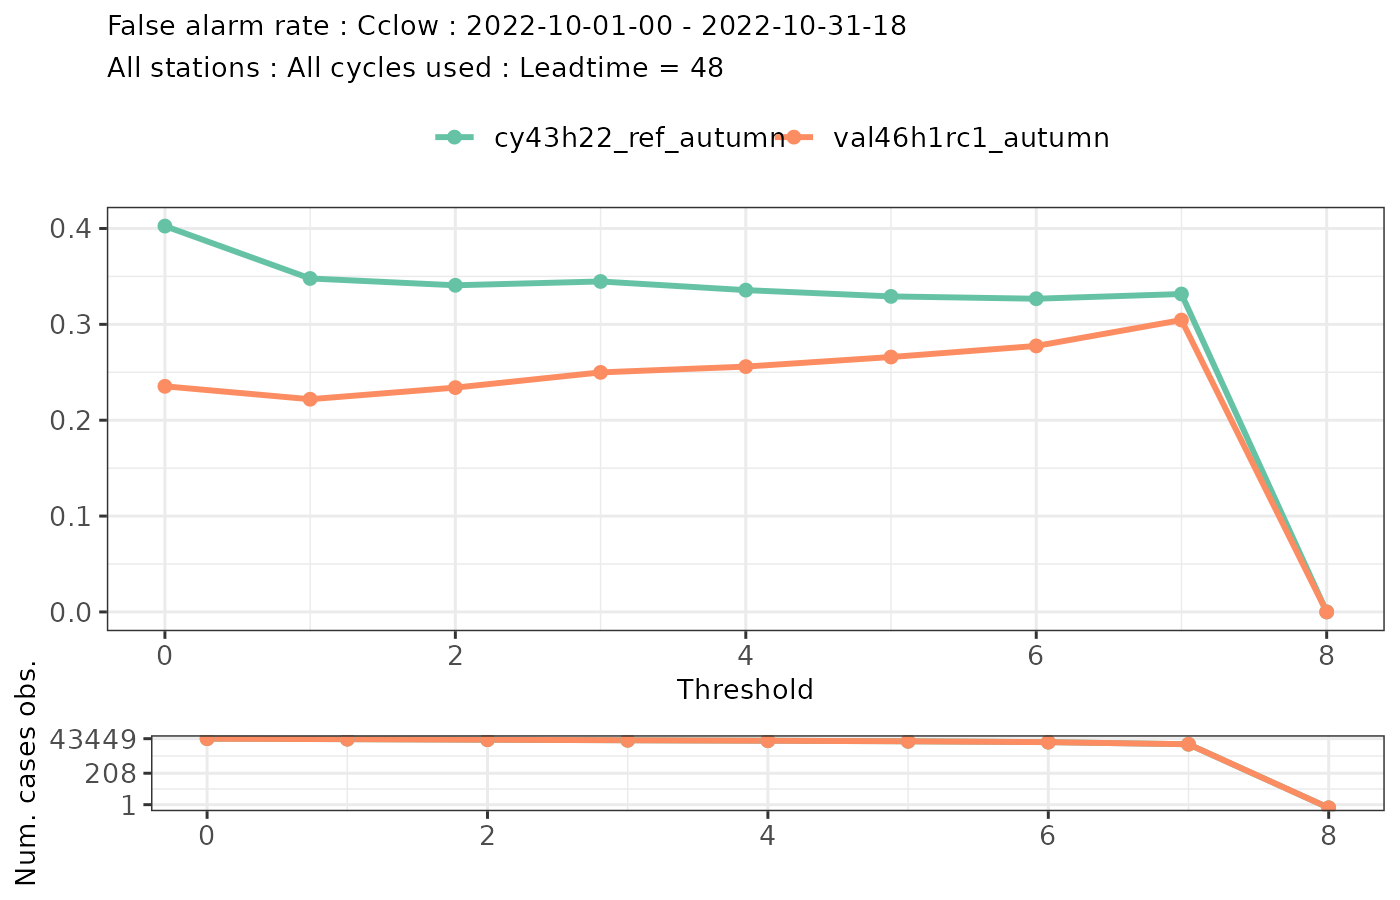 False alarm rate : Cclow : 2022-10-01-00 - 2022-10-31-18
All stations : All cycles used : Leadtime = 48
cy43h22_ref_autumn val46h1rc1_autumn
0.4
0.3
0.2
0.1
0.0
0 2 4 6 8
Threshold
Num. cases obs.
43449
208
1
0 2 4 6 8